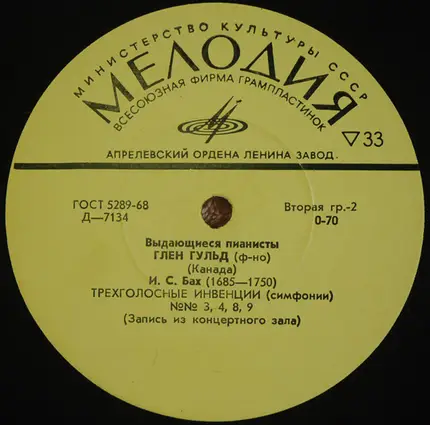 МИНИСТЕРСТВО КУЛЬТУРЫ СССР
МЕЛОДИЯ
ВСЕСОЮЗНАЯ ФИРМА ГРАМПЛАСТИНОК
▽33
АПРЕЛЕВСКИЙ ОРДЕНА ЛЕНИНА ЗАВОД.
ГОСТ 5289-68
Д—7134
Вторая гр.-2
0-70
Выдающиеся пианисты
ГЛЕН ГУЛЬД (ф-но)
(Канада)
И. С. Бах (1685—1750)
ТРЕХГОЛОСНЫЕ ИНВЕНЦИИ (симфонии)
№№ 3, 4, 8, 9
(Запись из концертного зала)